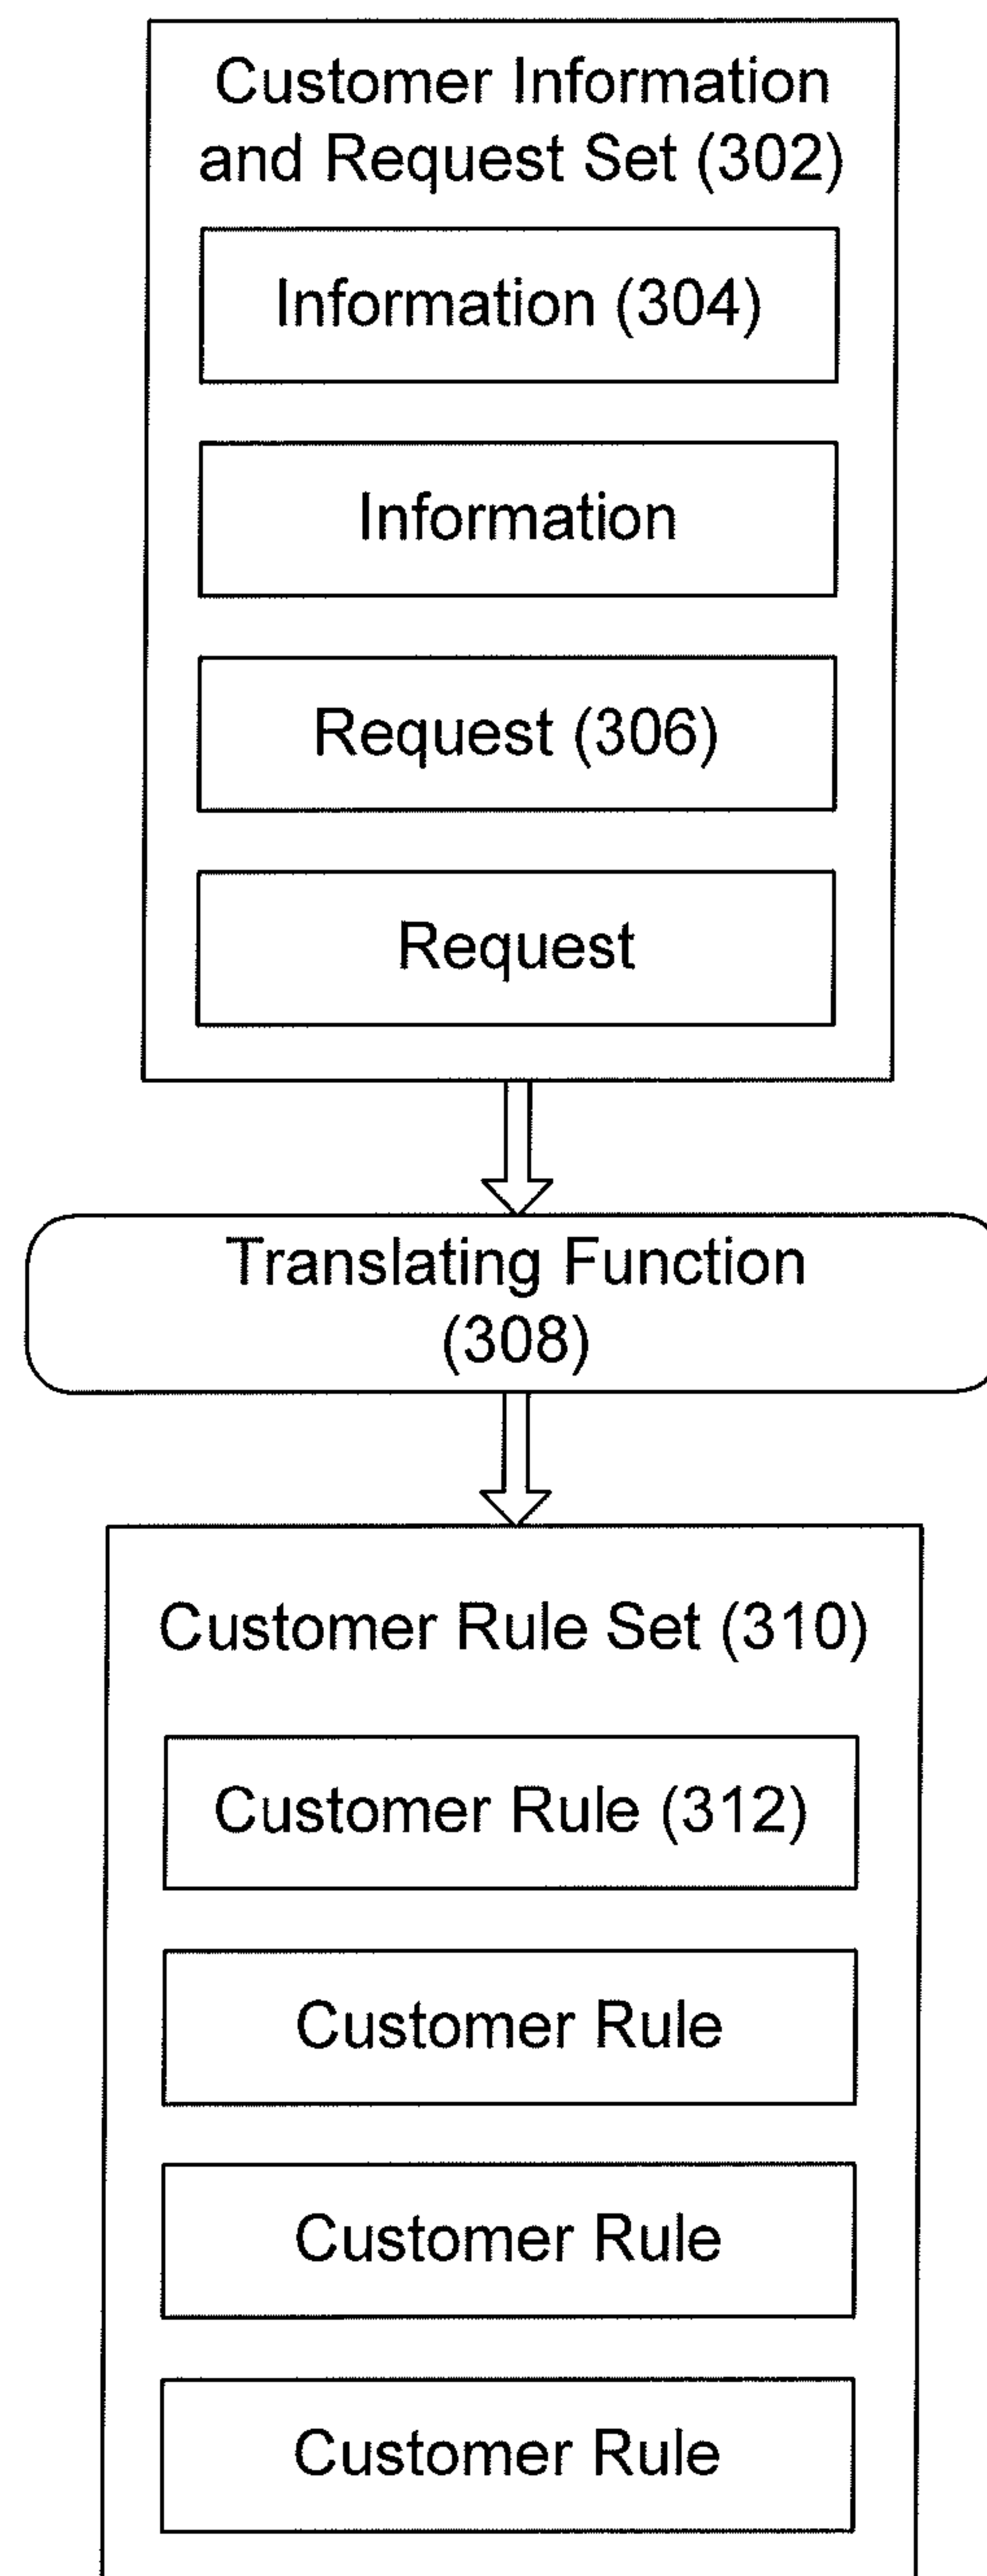 Customer Information
and Request Set (302)
Information (304)
Information
Request (306)
Request
Translating Function
(308)
Customer Rule Set (310)
Customer Rule (312)
Customer Rule
Customer Rule
Customer Rule